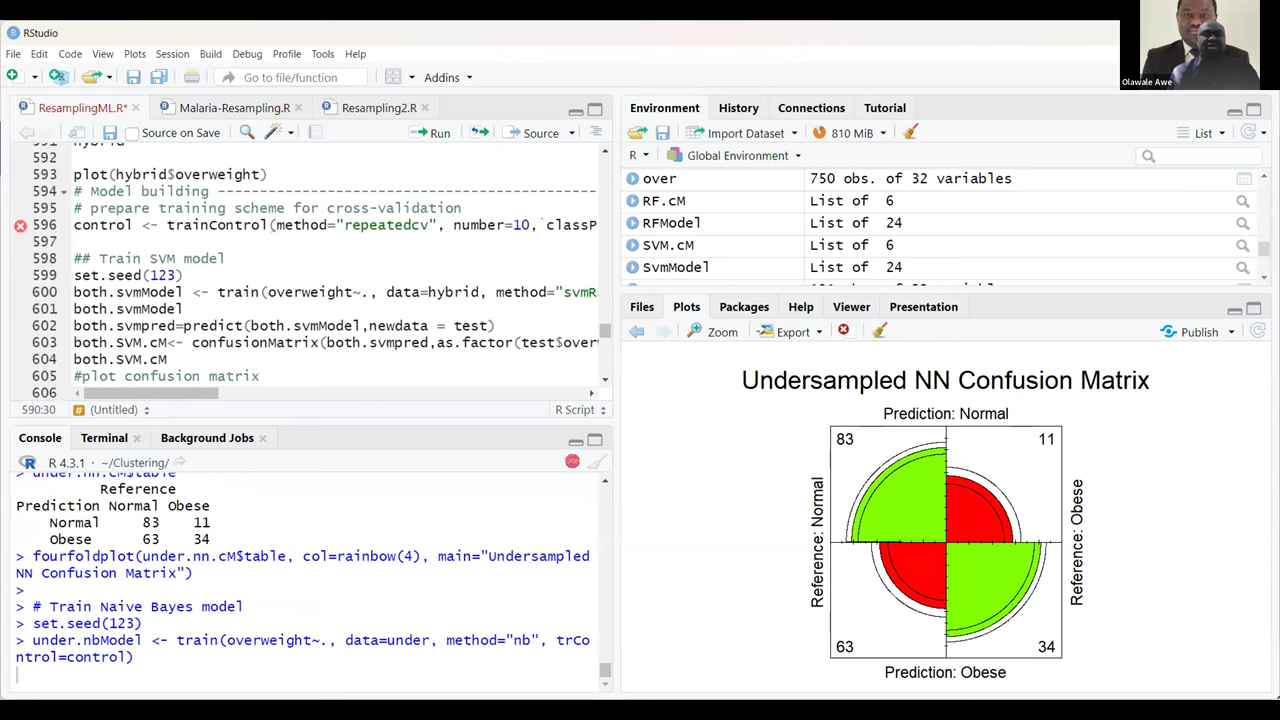 RStudio
File Edit Code View Plots Session Build Debug Profile Tools Help
Go to file/function
Addins
Olawale Awe
ResamplingML.R* Malaria-Resampling.R Resampling2.R
Source on Save Run Source
591 hybrid
592
593 plot(hybrid$overweight)
594 # Model building
595 # prepare training scheme for cross-validation
596 control <- trainControl(method="repeatedcv", number=10,`classP
597
598 ## Train SVM model
599 set.seed(123)
600 both.svmModel <- train(overweight~., data=hybrid, method="svmRa
601 both.svmModel
602 both.svmpred=predict(both.svmModel,newdata = test)
603 both.SVM.cM<- confusionMatrix(both.svmpred,as.factor(test$over
604 both.SVM.cM
605 #plot confusion matrix
606
590:30 (Untitled) R Script
Console Terminal Background Jobs
R 4.3.1 · ~/Clustering/
> under.nn.cM$table
Reference
Prediction Normal Obese
Normal 83 11
Obese 63 34
> fourfoldplot(under.nn.cM$table, col=rainbow(4), main="Undersampled
NN Confusion Matrix")
>
> # Train Naive Bayes model
> set.seed(123)
> under.nbModel <- train(overweight~., data=under, method="nb", trCo
ntrol=control)
Environment History Connections Tutorial
Import Dataset 810 MiB List
R Global Environment
over 750 obs. of 32 variables
RF.cM List of 6
RFModel List of 24
SVM.cM List of 6
SvmModel List of 24
Files Plots Packages Help Viewer Presentation
Zoom Export Publish
Undersampled NN Confusion Matrix
Prediction: Normal
83 11
Reference: Normal
Reference: Obese
63 34
Prediction: Obese